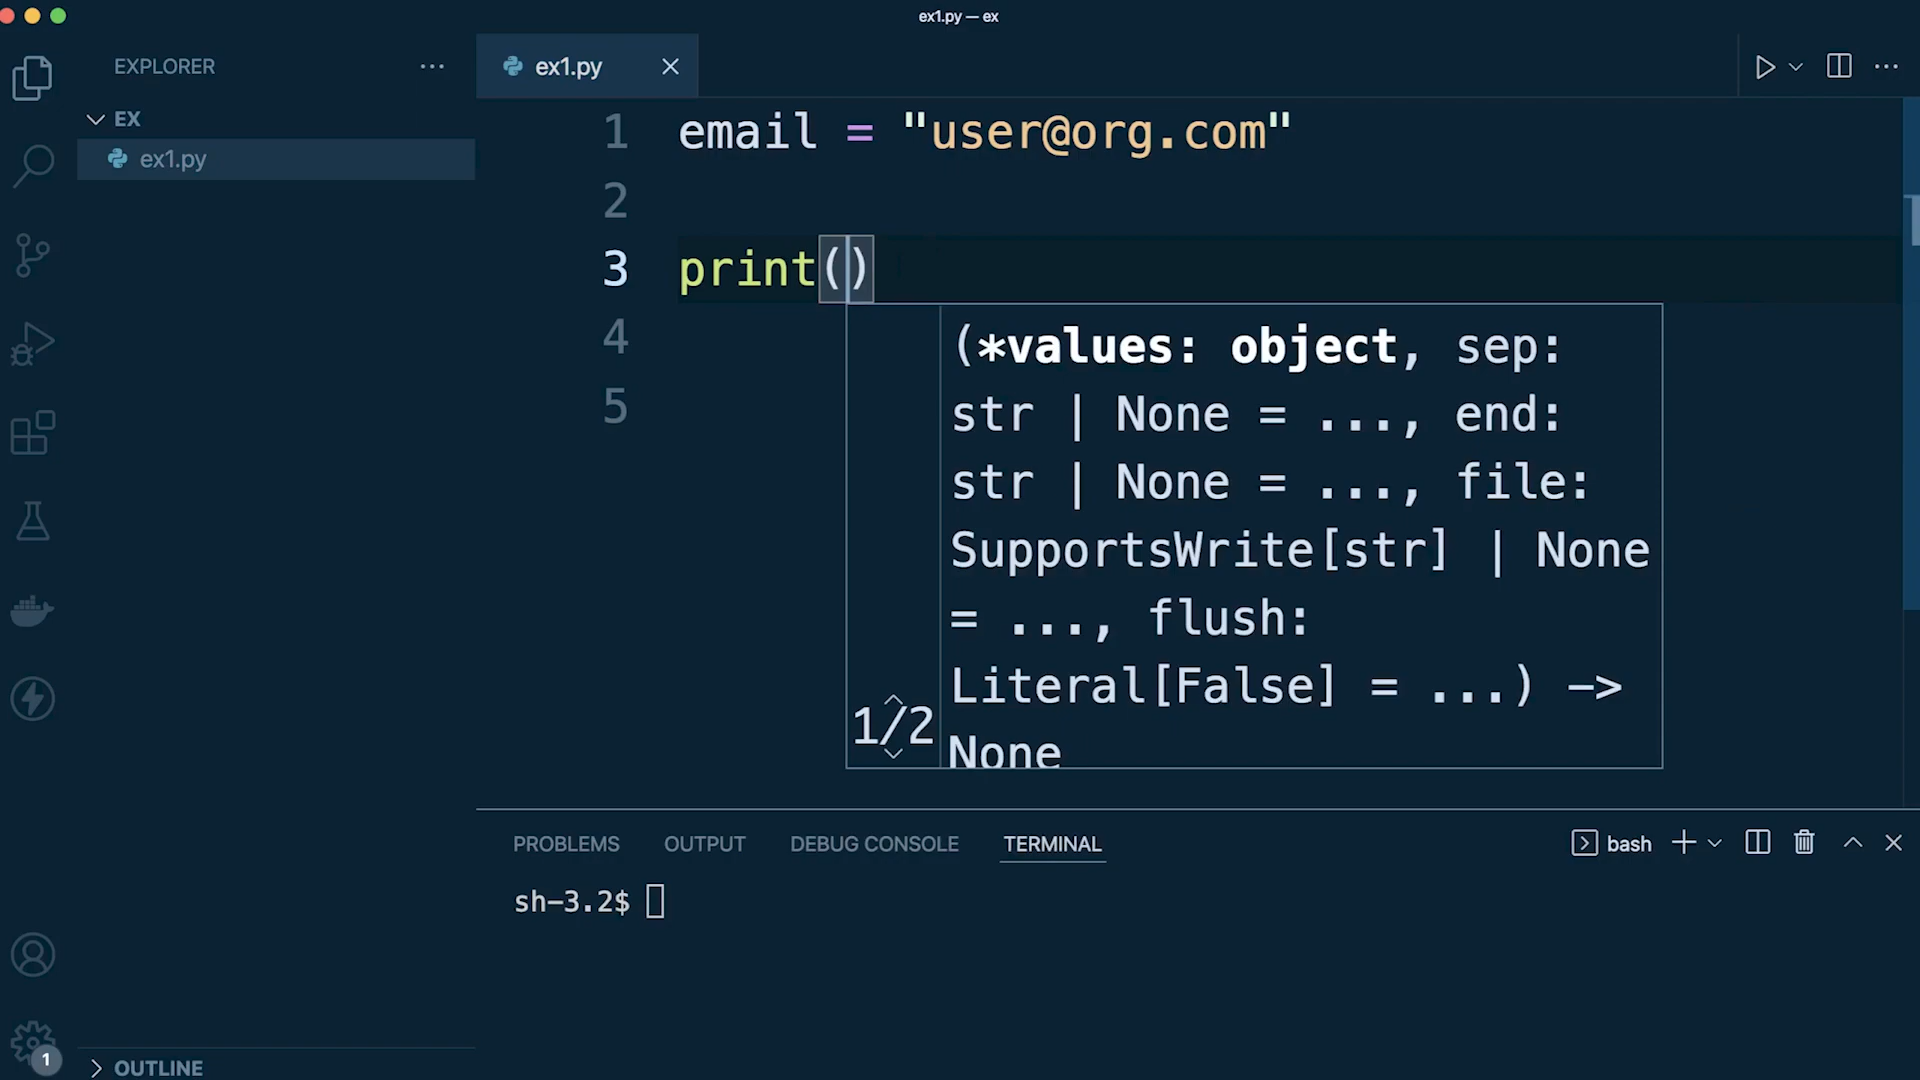 ex1.py — ex
EXPLORER
ex1.py
EX
ex1.py
1 email = "user@org.com"
2
3 print()
4
5
(*values: object, sep:
str | None = ..., end:
str | None = ..., file:
SupportsWrite[str] | None
= ..., flush:
Literal[False] = ...) ->
None
1/2
PROBLEMS OUTPUT DEBUG CONSOLE TERMINAL
bash
sh-3.2$
1
OUTLINE